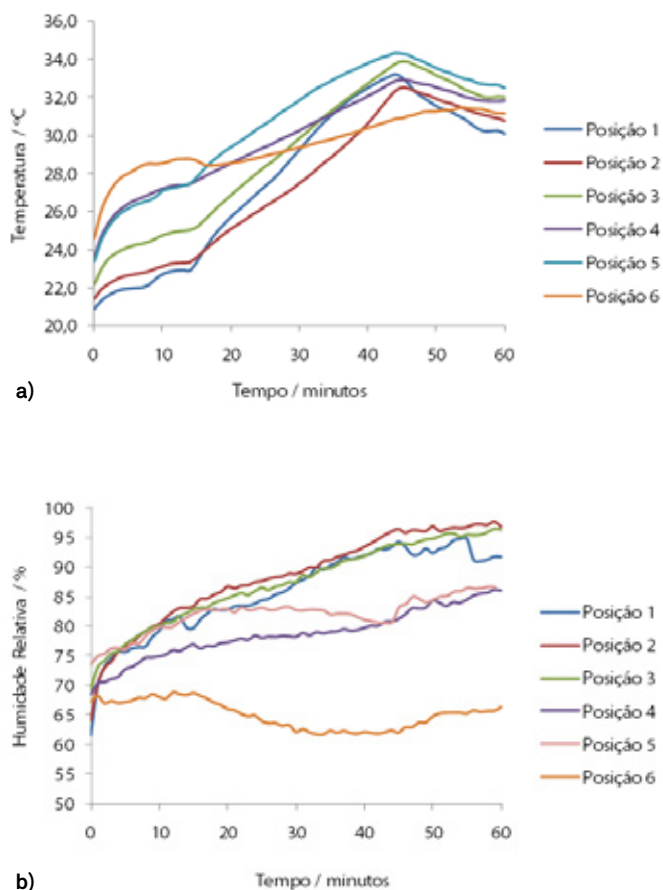 36,0
34,0
32,0
30,0
28,0
26,0
24,0
22,0
20,0
Temperatura / ºC
0 10 20 30 40 50 60
Tempo / minutos
Posição 1
Posição 2
Posição 3
Posição 4
Posição 5
Posição 6
a)
100
95
90
85
80
75
70
65
60
55
50
Humidade Relativa / %
0 10 20 30 40 50 60
Tempo / minutos
Posição 1
Posição 2
Posição 3
Posição 4
Posição 5
Posição 6
b)